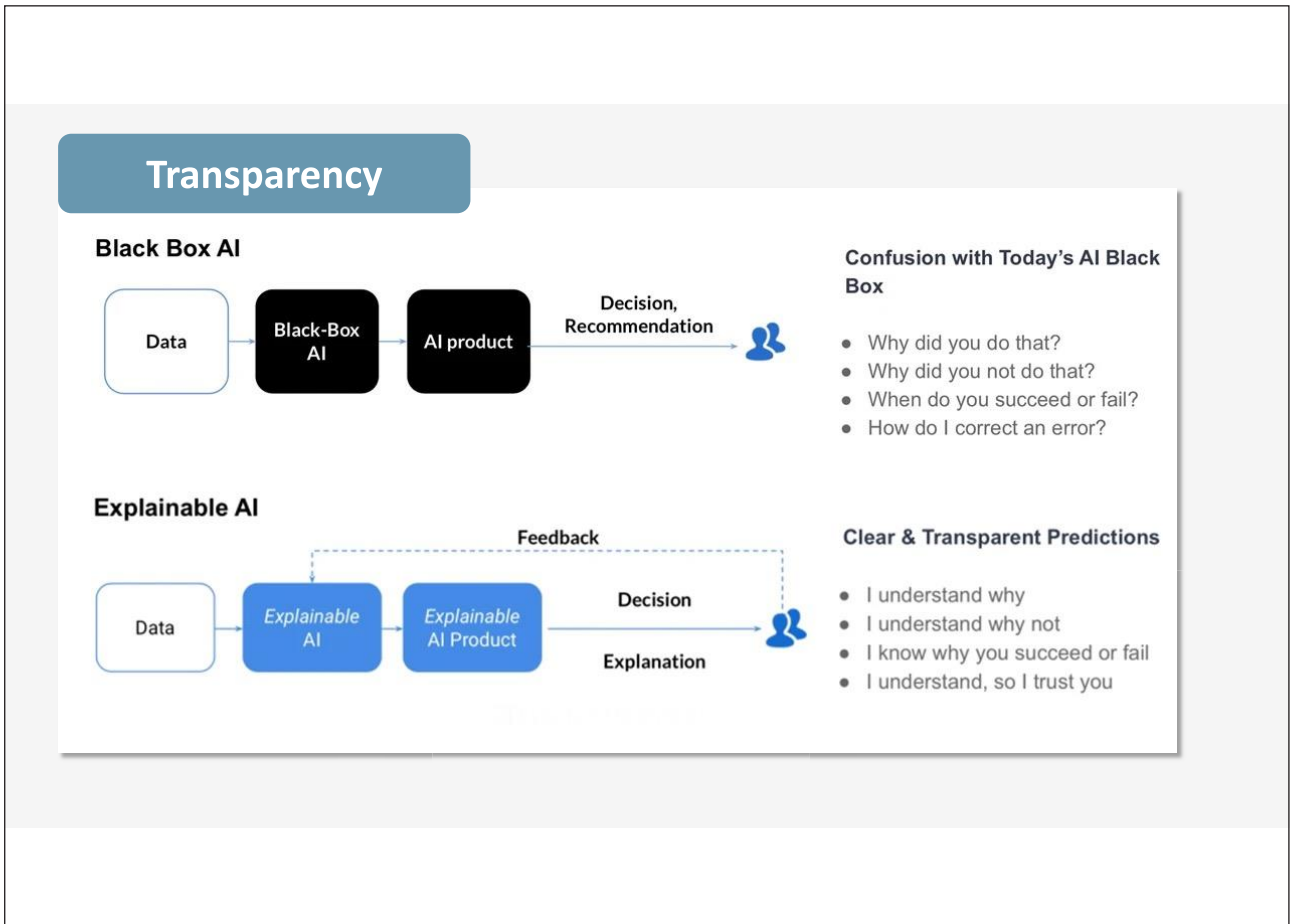 Transparency
Black Box AI
Data
Black-Box
AI
AI product
Decision,
Recommendation
Confusion with Today's AI Black
Box
● Why did you do that?
● Why did you not do that?
● When do you succeed or fail?
● How do I correct an error?
Explainable AI
Feedback
Data
Explainable
AI
Explainable
AI Product
Decision
Explanation
Clear & Transparent Predictions
● I understand why
● I understand why not
● I know why you succeed or fail
● I understand, so I trust you